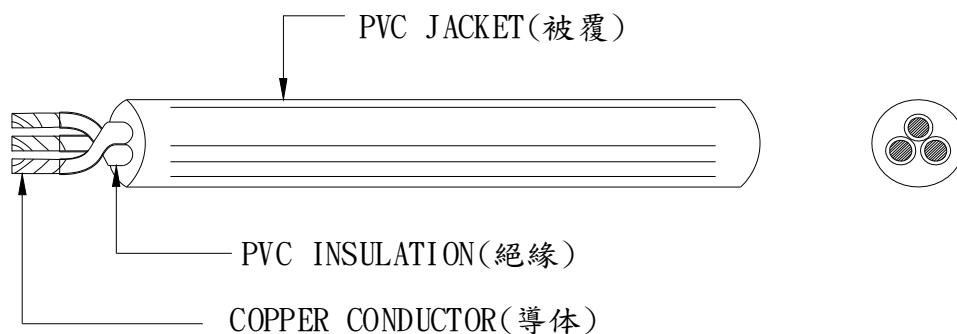 PVC JACKET(被覆)
PVC INSULATION(絕緣)
COPPER CONDUCTOR(導体)